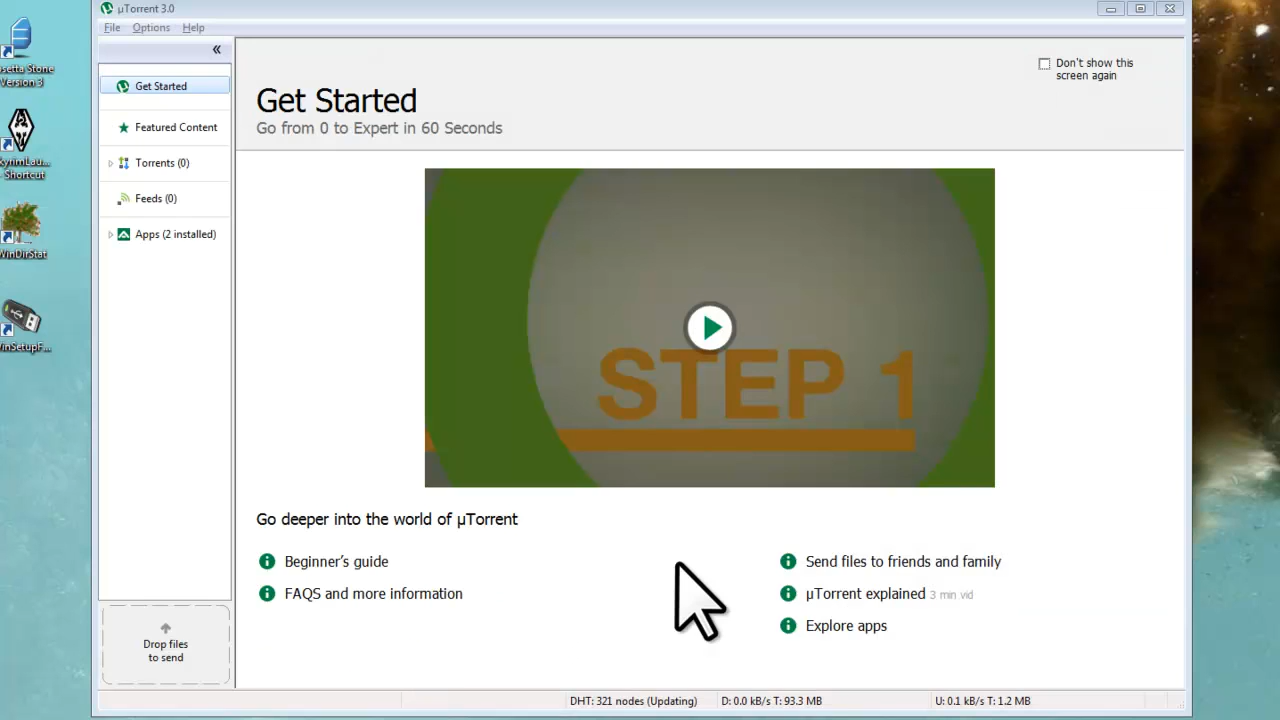 µTorrent 3.0
File Options Help
«
Get Started
Featured Content
Torrents (0)
Feeds (0)
Apps (2 installed)
Drop files
to send
Don't show this
screen again
Get Started
Go from 0 to Expert in 60 Seconds
STEP 1
Go deeper into the world of µTorrent
Beginner's guide
FAQS and more information
Send files to friends and family
µTorrent explained 3 min vid
Explore apps
DHT: 321 nodes (Updating) D: 0.0 kB/s T: 93.3 MB U: 0.1 kB/s T: 1.2 MB
setta Stone
Version 3
kyrimLau...
- Shortcut
WinDirStat
WinSetupF...